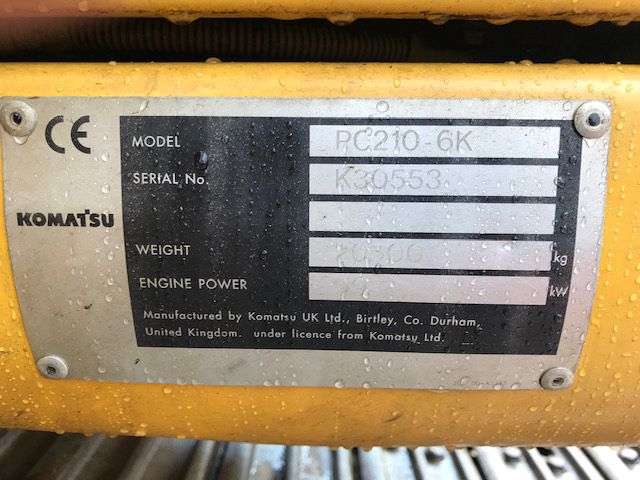 CE
KOMATSU
MODEL PC210-6K
SERIAL No. K30553
WEIGHT kg
ENGINE POWER kW
Manufactured by Komatsu UK Ltd., Birtley, Co. Durham,
United Kingdom. under licence from Komatsu Ltd.